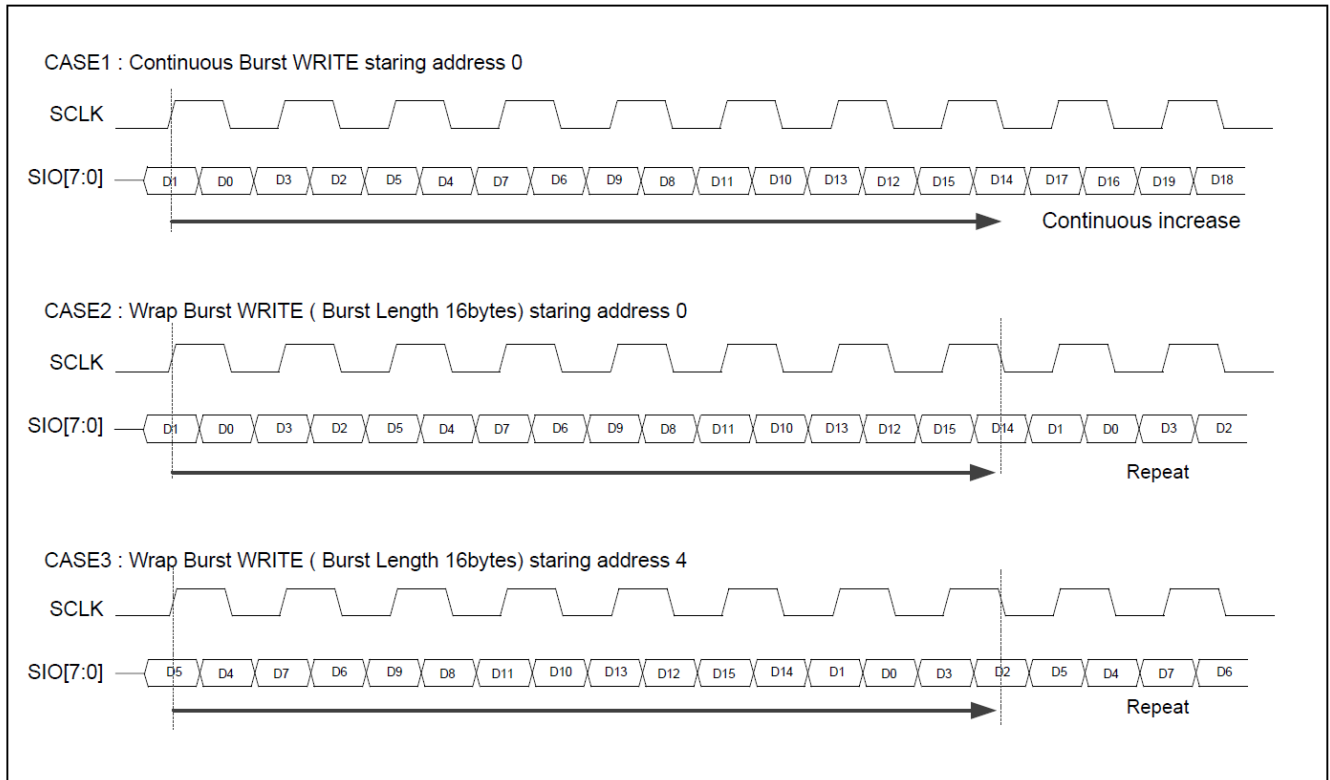 CASE1 : Continuous Burst WRITE staring address 0
SCLK
SIO[7:0] D1 D0 D3 D2 D5 D4 D7 D6 D9 D8 D11 D10 D13 D12 D15 D14 D17 D16 D19 D18
Continuous increase
CASE2 : Wrap Burst WRITE ( Burst Length 16bytes) staring address 0
SCLK
SIO[7:0] D1 D0 D3 D2 D5 D4 D7 D6 D9 D8 D11 D10 D13 D12 D15 D14 D1 D0 D3 D2
Repeat
CASE3 : Wrap Burst WRITE ( Burst Length 16bytes) staring address 4
SCLK
SIO[7:0] D5 D4 D7 D6 D9 D8 D11 D10 D13 D12 D15 D14 D1 D0 D3 D2 D5 D4 D7 D6
Repeat